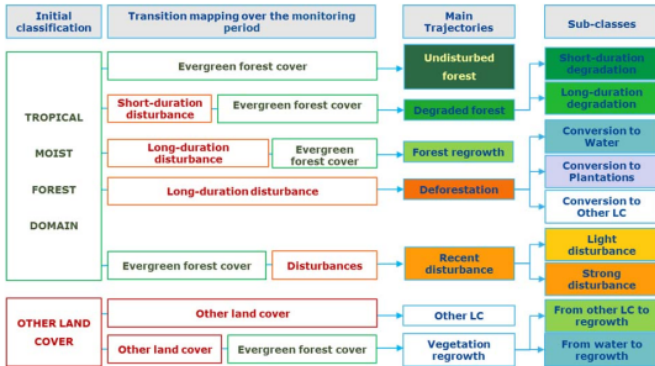 Initial
classification
Transition mapping over the monitoring
period
Main
Trajectories
Sub-classes
TROPICAL
MOIST
FOREST
DOMAIN
Evergreen forest cover
Undisturbed
forest
Short-duration
degradation
Short-duration
disturbance
Evergreen forest cover
Degraded forest
Long-duration
degradation
Long-duration
disturbance
Evergreen
forest cover
Forest regrowth
Conversion to
Water
Long-duration disturbance
Deforestation
Conversion to
Plantations
Conversion to
Other LC
Evergreen forest cover
Disturbances
Recent
disturbance
Light
disturbance
Strong
disturbance
OTHER LAND
COVER
Other land cover
Other LC
From other LC to
regrowth
Other land cover
Evergreen forest cover
Vegetation
regrowth
From water to
regrowth